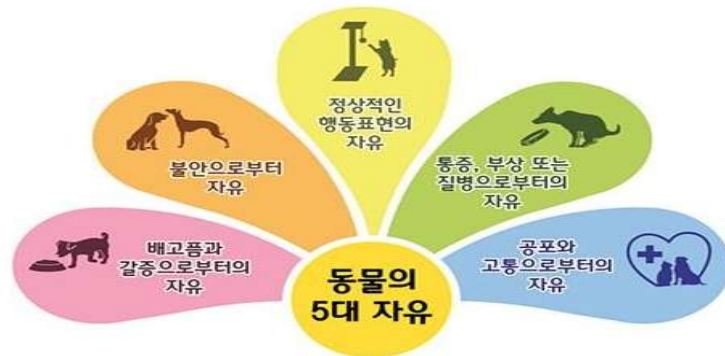 정상적인
행동표현의
자유
불안으로부터
자유
통증, 부상 또는
질병으로부터의
자유
배고픔과
갈증으로부터의
자유
공포와
고통으로부터의
자유
동물의
5대 자유